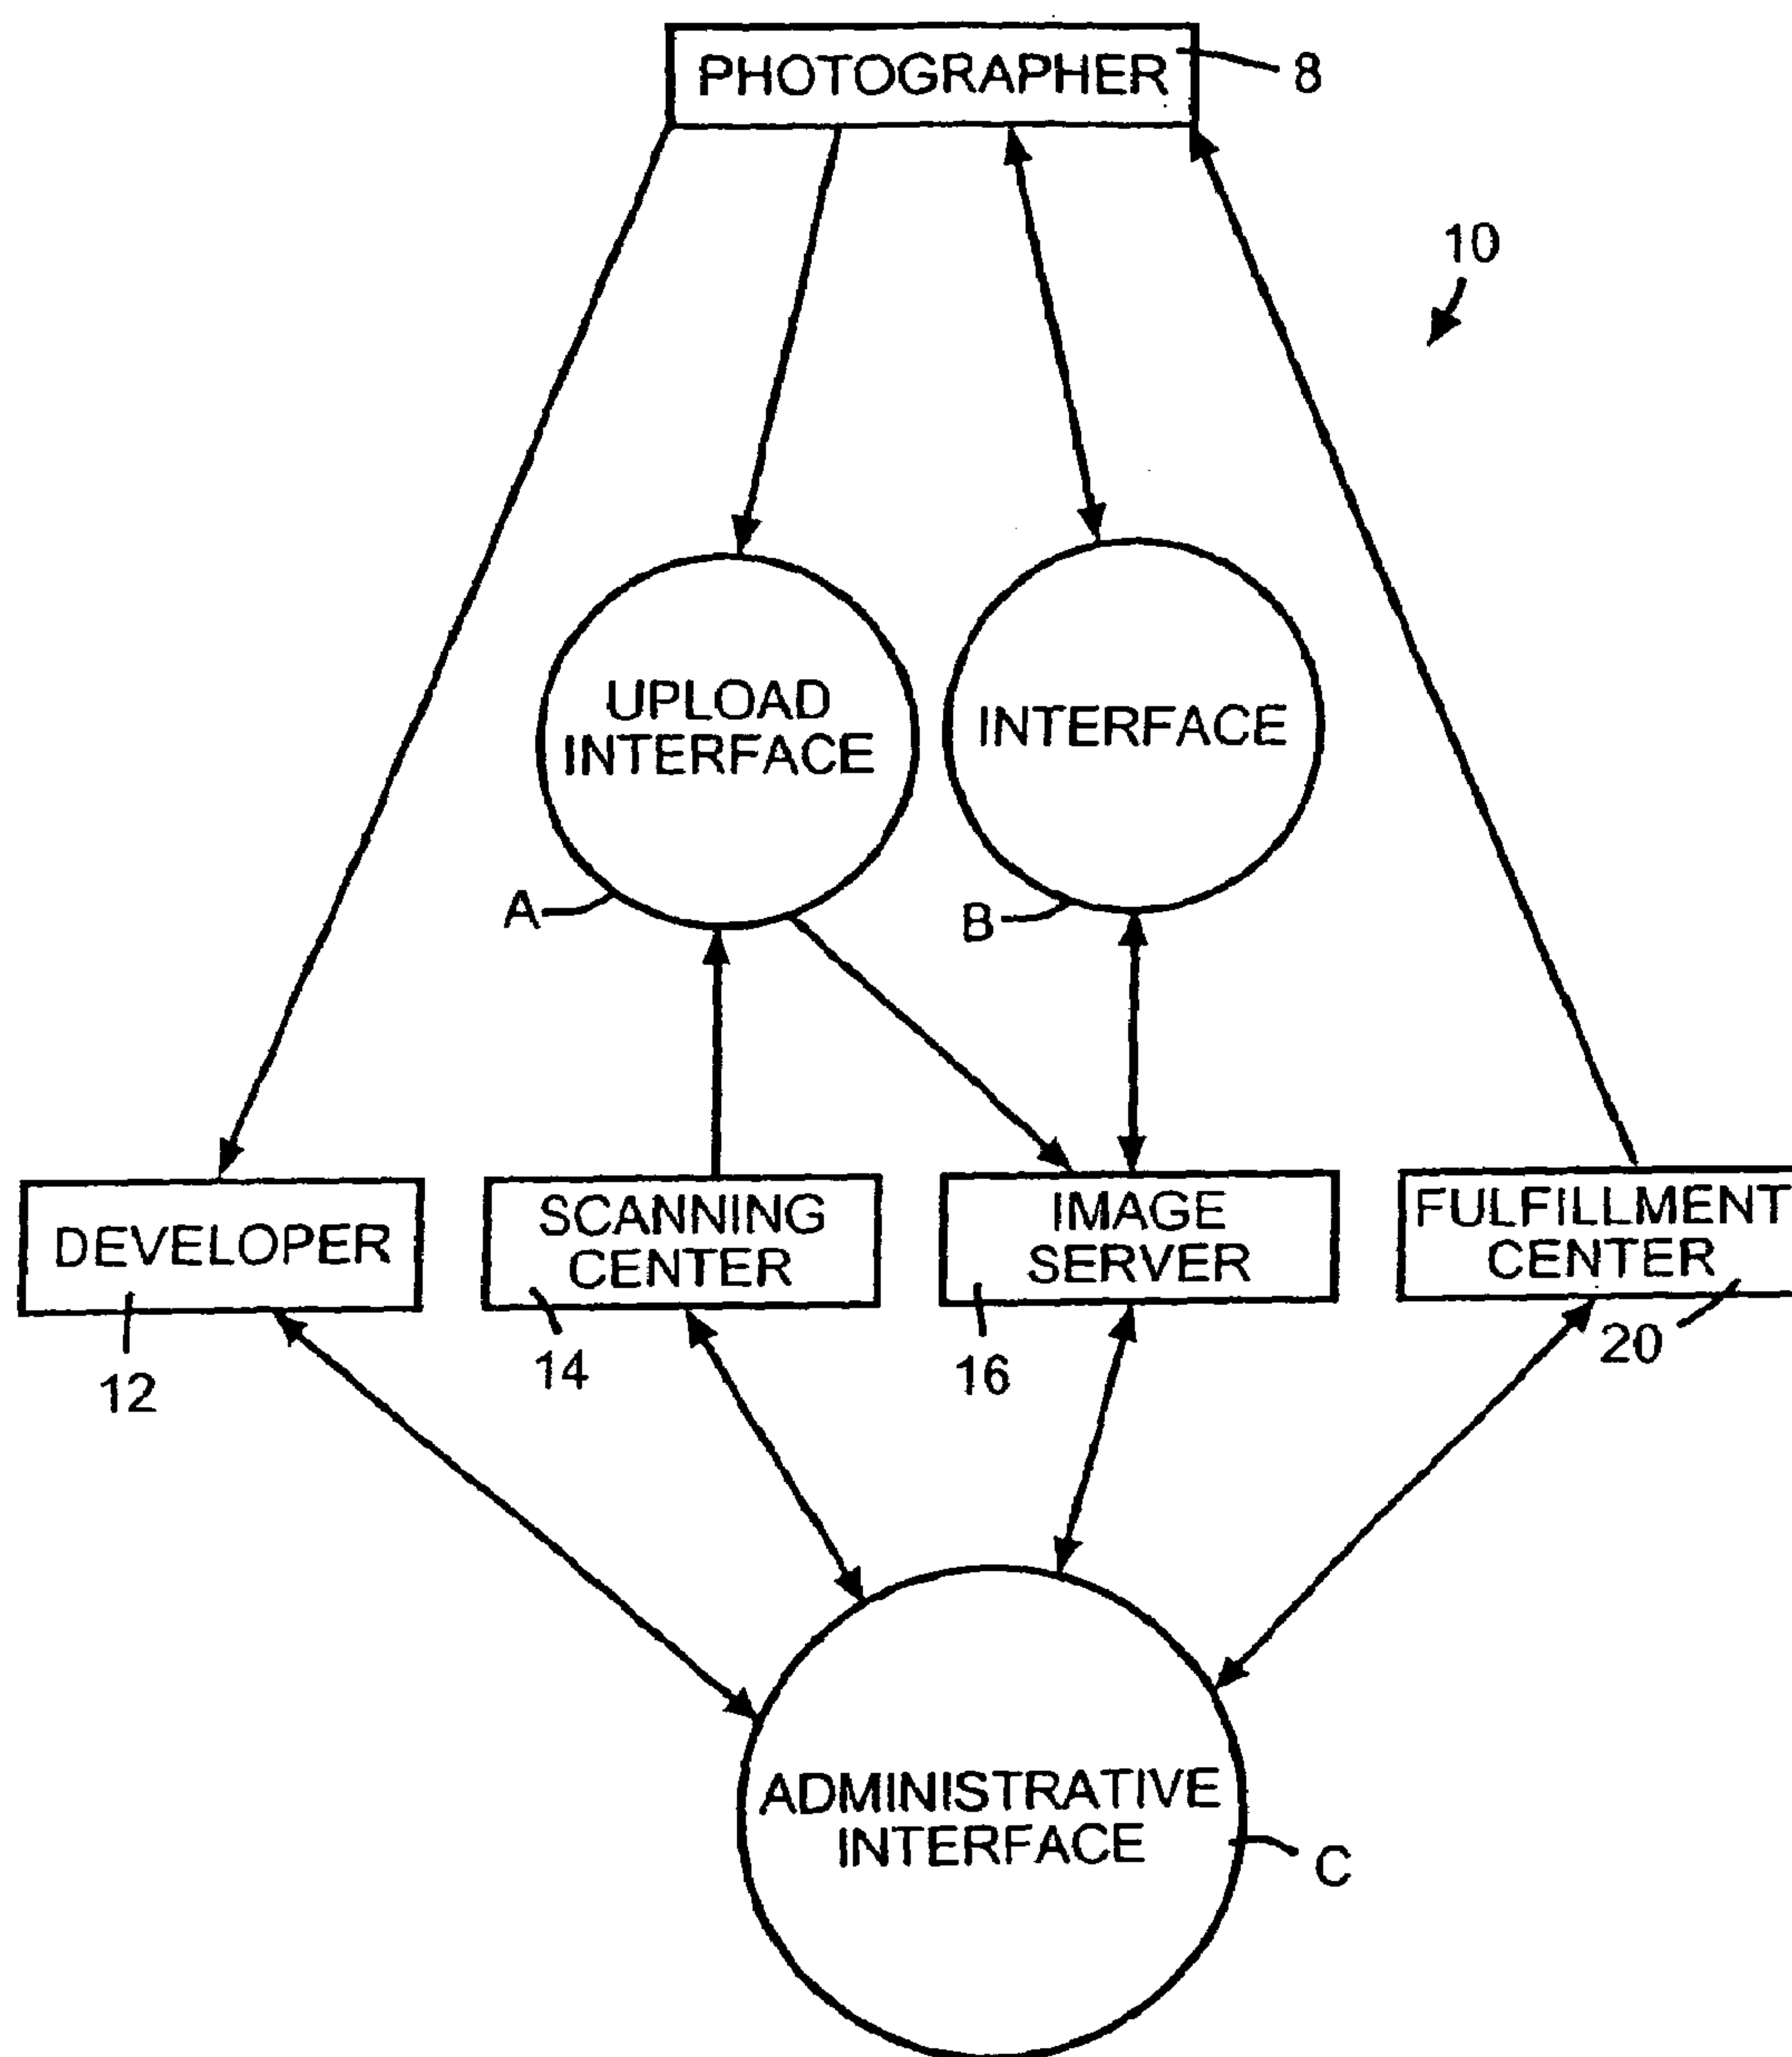 PHOTOGRAPHER
8
10
UPLOAD
INTERFACE
INTERFACE
A
B
DEVELOPER
SCANNING
CENTER
IMAGE
SERVER
FULFILLMENT
CENTER
12
14
16
20
ADMINISTRATIVE
INTERFACE
C